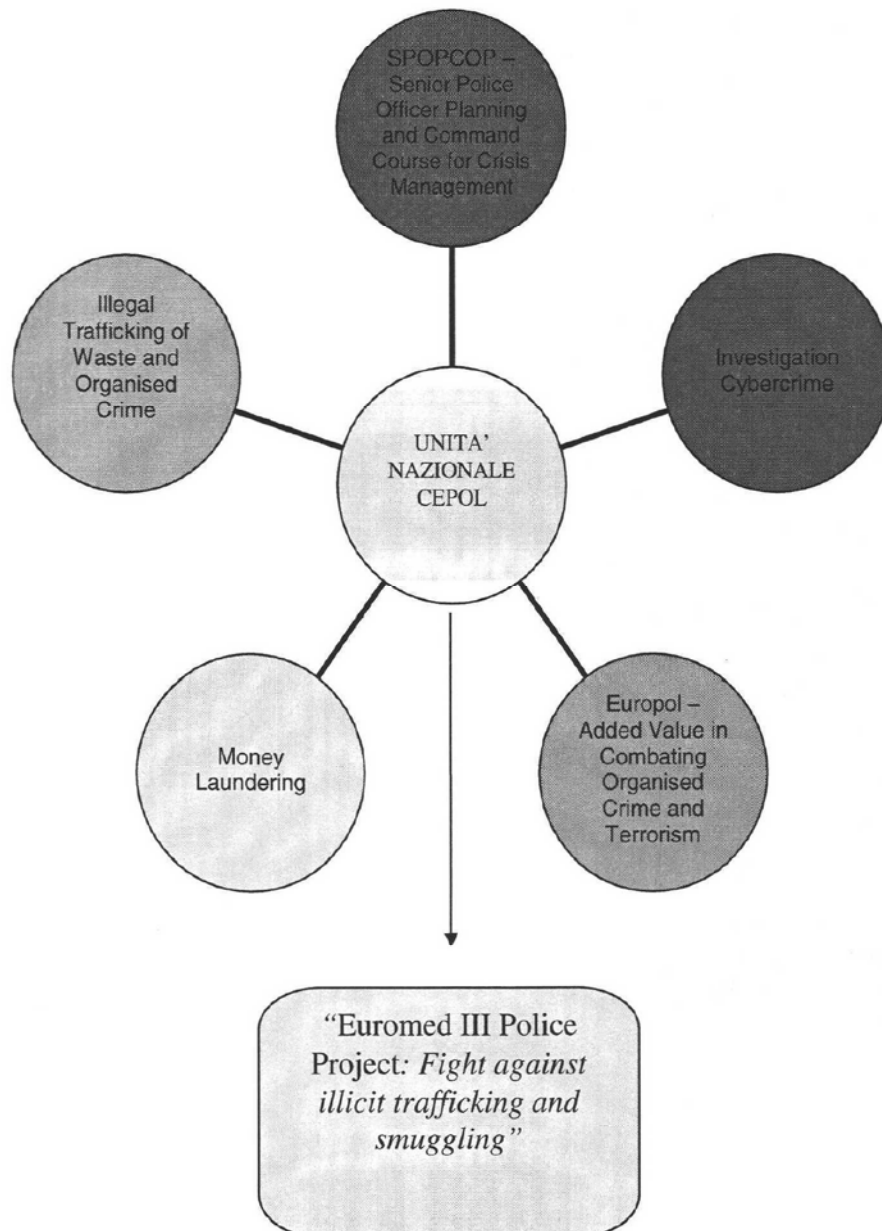 SPOPCOP –
Senior Police
Officer Planning
and Command
Course for Crisis
Management
Illegal
Trafficking of
Waste and
Organised
Crime
Investigation
Cybercrime
UNITA’
NAZIONALE
CEPOL
Money
Laundering
Europol –
Added Value in
Combating
Organised
Crime and
Terrorism
“Euromed III Police
Project: Fight against
illicit trafficking and
smuggling”